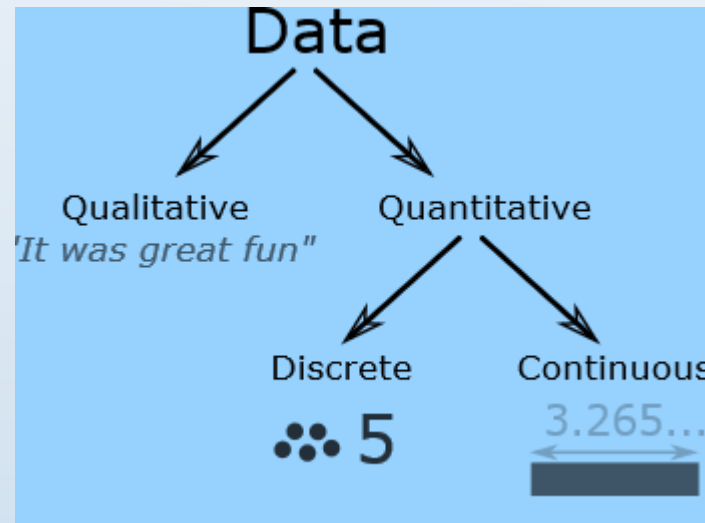 Data
Qualitative Quantitative
"It was great fun"
Discrete Continuous
5 3.265...